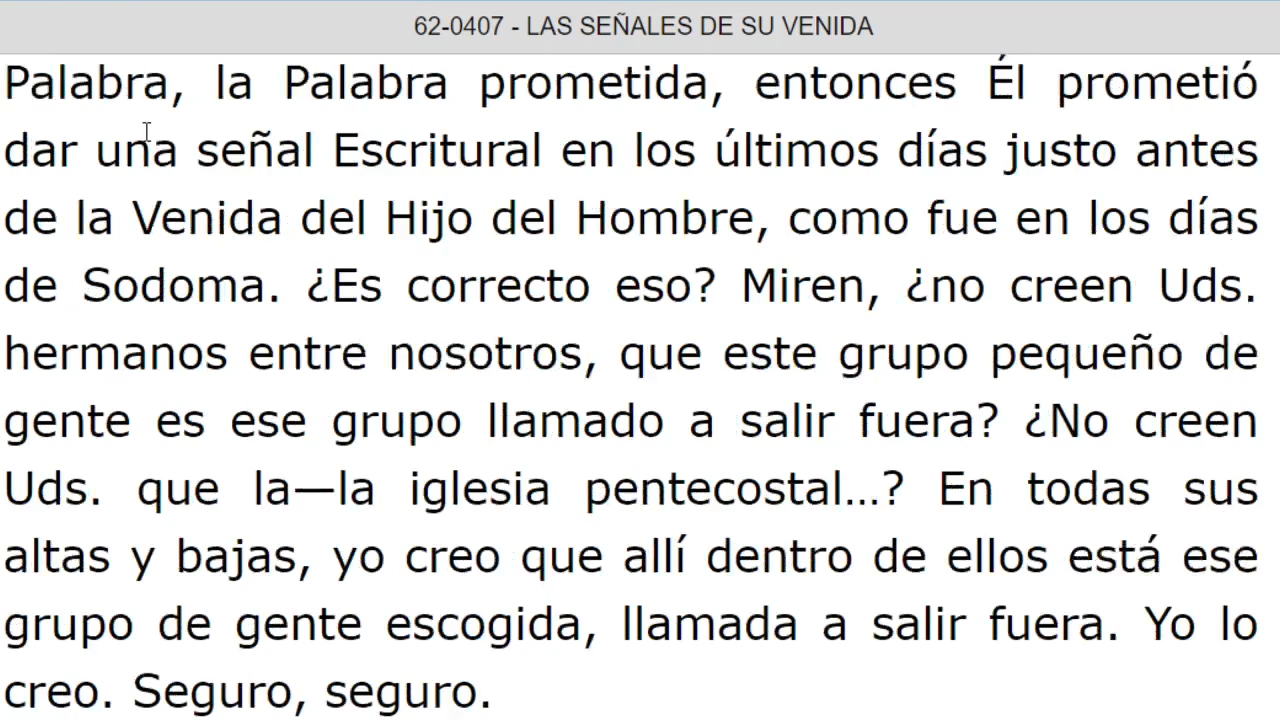 62-0407 - LAS SEÑALES DE SU VENIDA
Palabra, la Palabra prometida, entonces Él prometió
dar una señal Escritural en los últimos días justo antes
de la Venida del Hijo del Hombre, como fue en los días
de Sodoma. ¿Es correcto eso? Miren, ¿no creen Uds.
hermanos entre nosotros, que este grupo pequeño de
gente es ese grupo llamado a salir fuera? ¿No creen
Uds. que la—la iglesia pentecostal…? En todas sus
altas y bajas, yo creo que allí dentro de ellos está ese
grupo de gente escogida, llamada a salir fuera. Yo lo
creo. Seguro, seguro.